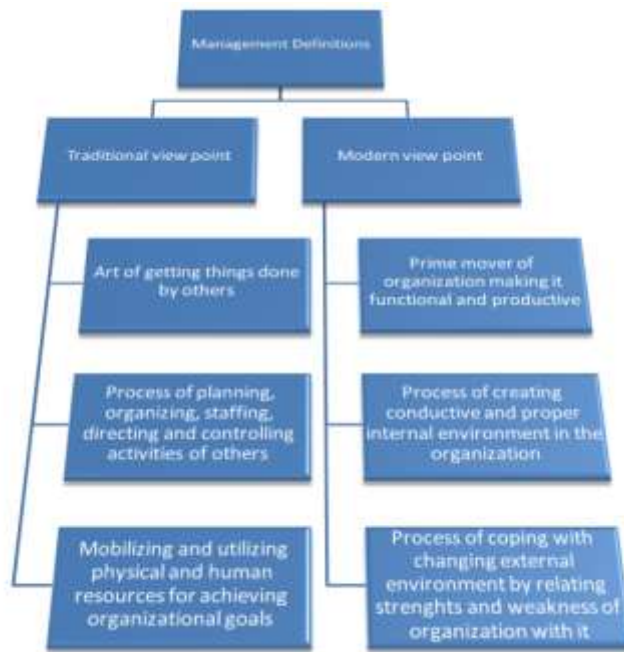 Management Definitions
Traditional view point
Modern view point
Art of getting things done
by others
Process of planning,
organizing, staffing,
directing and controlling
activities of others
Mobilizing and utilizing
physical and human
resources for achieving
organizational goals
Prime mover of
organization making it
functional and productive
Process of creating
conductive and proper
internal environment in the
organization
Process of coping with
changing external
environment by relating
strenghts and weakness of
organization with it